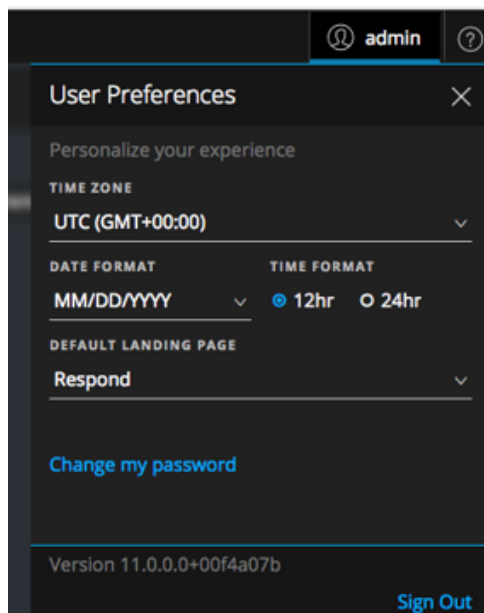 admin ?
User Preferences
Personalize your experience
TIME ZONE
UTC (GMT+00:00)
DATE FORMAT TIME FORMAT
MM/DD/YYYY 12hr 24hr
DEFAULT LANDING PAGE
Respond
Change my password
Version 11.0.0.0+00f4a07b
Sign Out